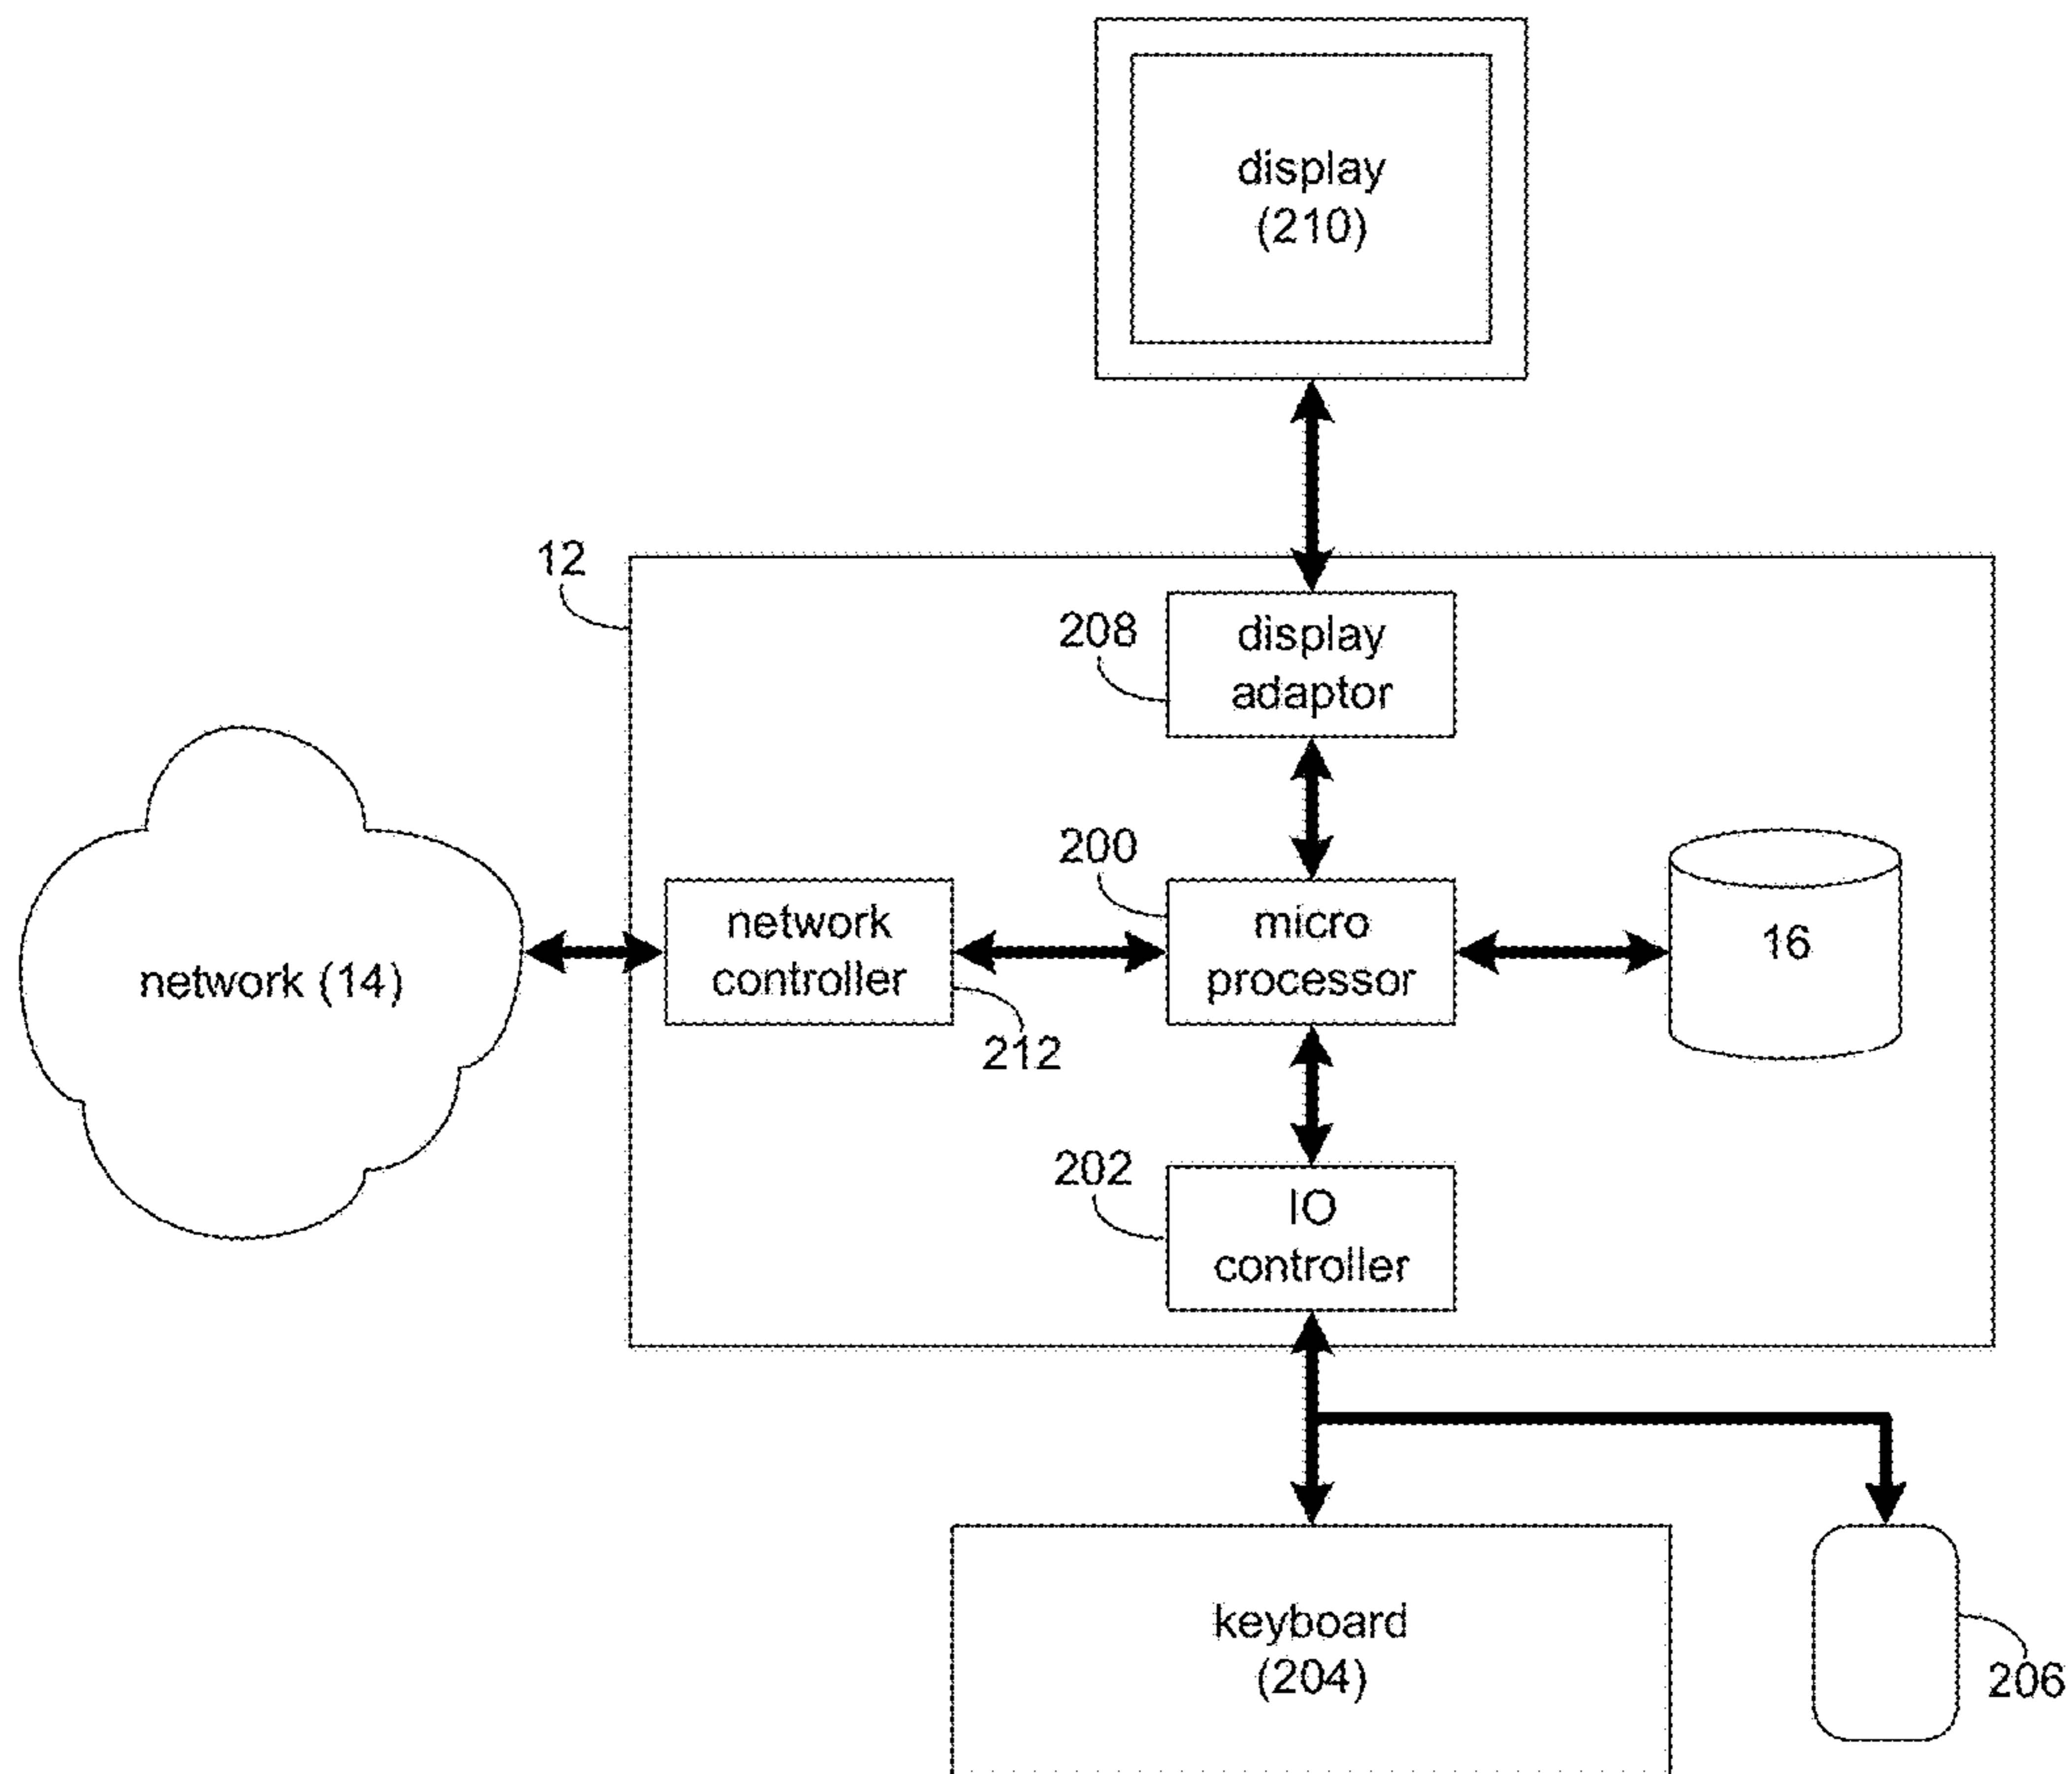 display
(210)
12
208
display
adaptor
200
network
controller
micro
processor
16
network (14)
212
202
IO
controller
keyboard
(204)
206